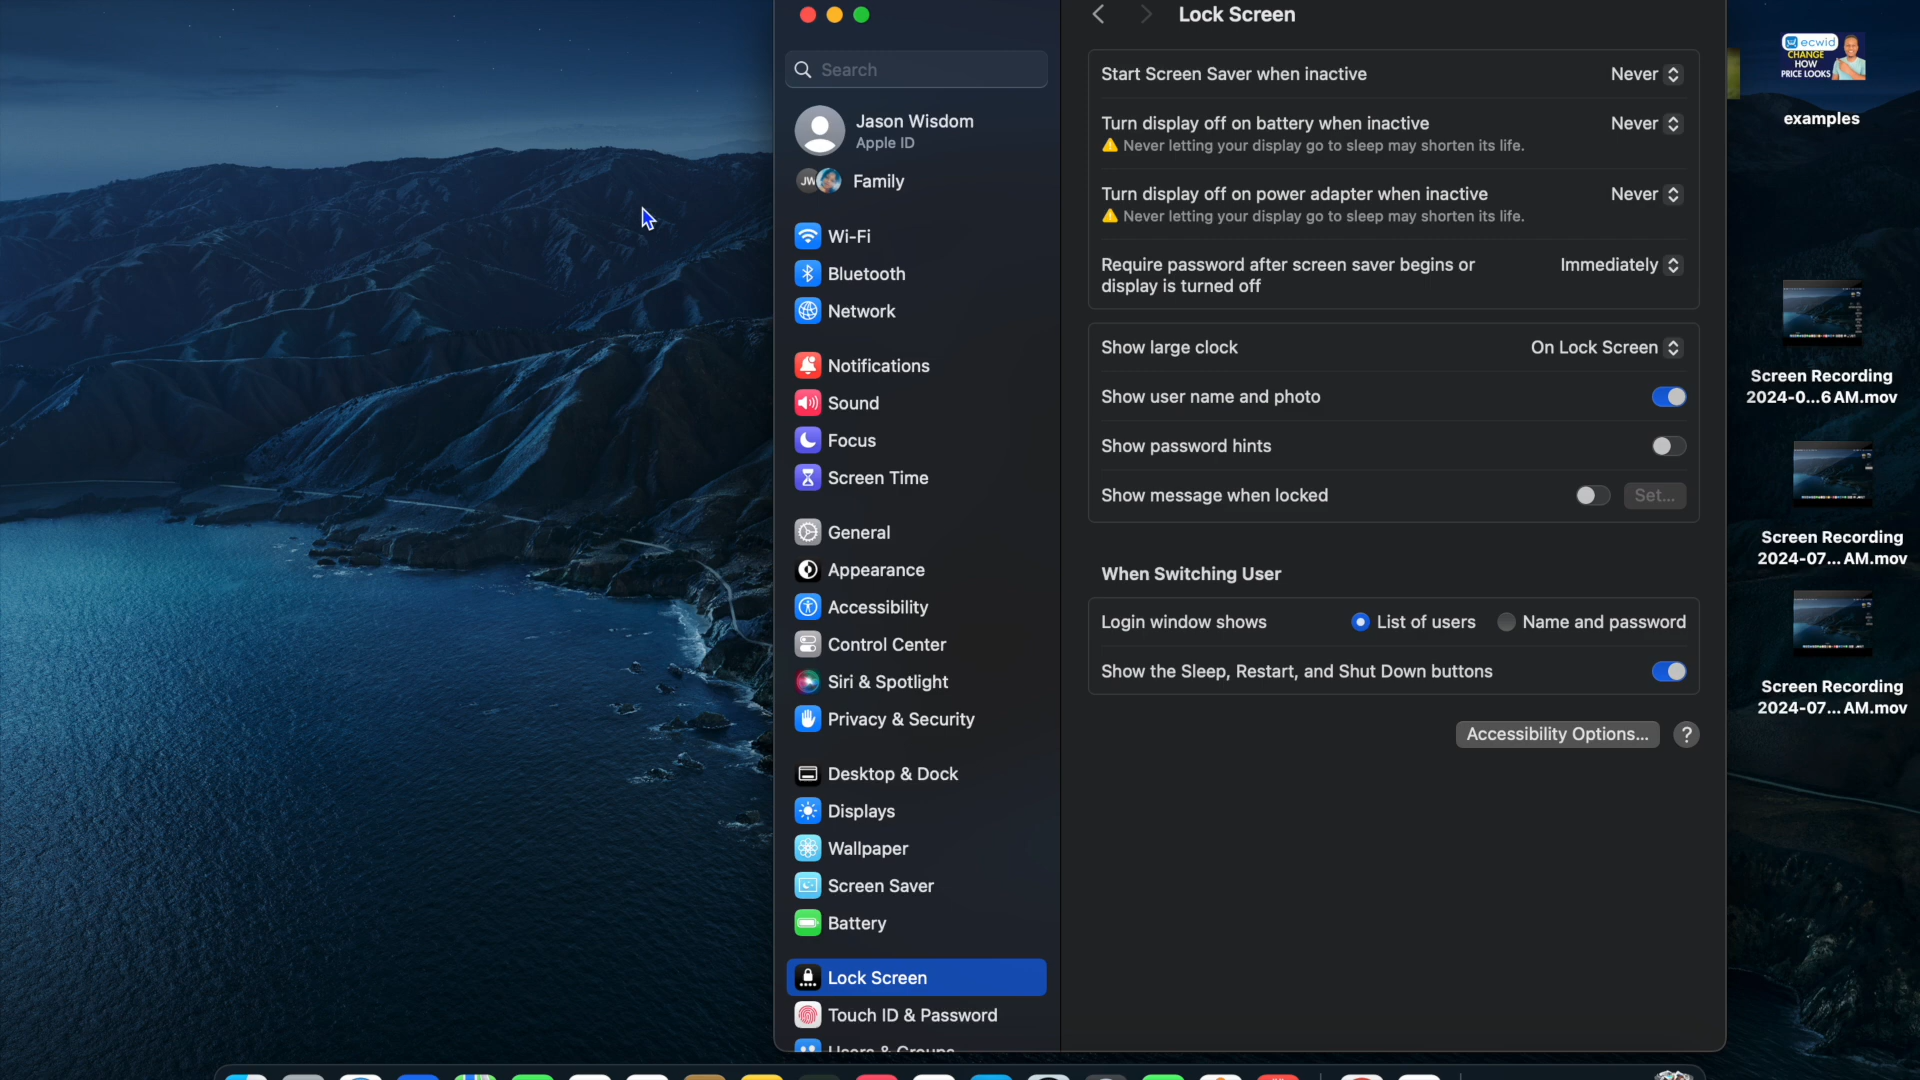 Lock Screen
Search
Jason Wisdom
Apple ID
JW
Family
Wi-Fi
Bluetooth
Network
Notifications
Sound
Focus
Screen Time
General
Appearance
Accessibility
Control Center
Siri & Spotlight
Privacy & Security
Desktop & Dock
Displays
Wallpaper
Screen Saver
Battery
Lock Screen
Touch ID & Password
Users & Groups
Start Screen Saver when inactive Never
Turn display off on battery when inactive Never
Never letting your display go to sleep may shorten its life.
Turn display off on power adapter when inactive Never
Never letting your display go to sleep may shorten its life.
Require password after screen saver begins or Immediately
display is turned off
Show large clock On Lock Screen
Show user name and photo
Show password hints
Show message when locked Set...
When Switching User
Login window shows List of users Name and password
Show the Sleep, Restart, and Shut Down buttons
Accessibility Options... ?
ecwid
CHANGE
HOW
PRICE LOOKS
examples
Screen Recording
2024-0...6 AM.mov
Screen Recording
2024-07...AM.mov
Screen Recording
2024-07...AM.mov